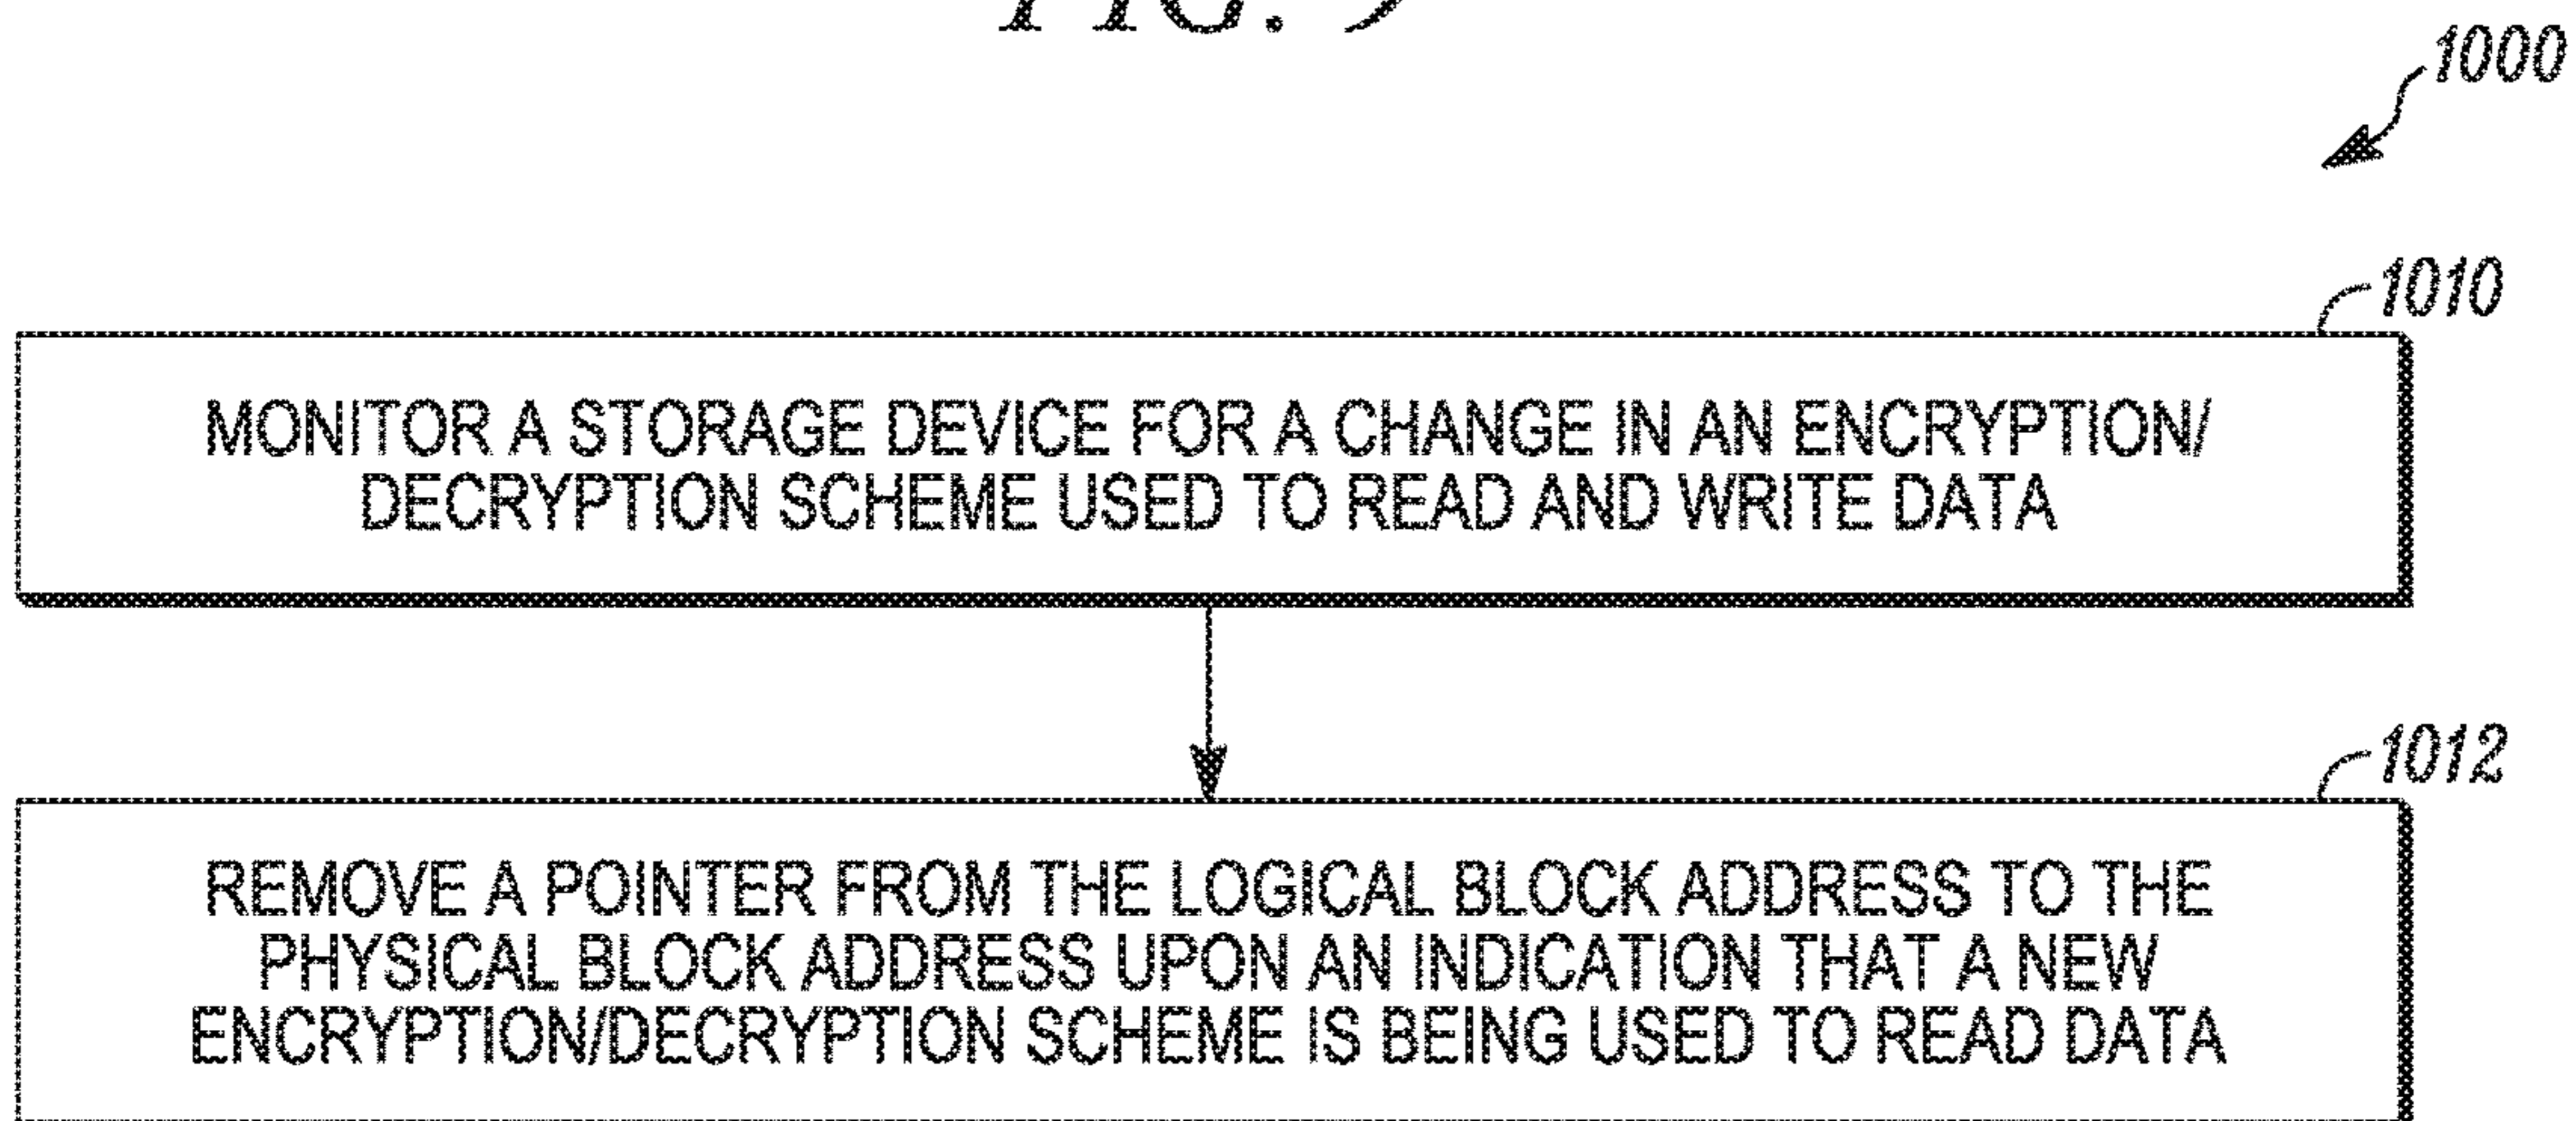 FIG. 9
1000
1010
MONITOR A STORAGE DEVICE FOR A CHANGE IN AN ENCRYPTION/
DECRYPTION SCHEME USED TO READ AND WRITE DATA
1012
REMOVE A POINTER FROM THE LOGICAL BLOCK ADDRESS TO THE
PHYSICAL BLOCK ADDRESS UPON AN INDICATION THAT A NEW
ENCRYPTION/DECRYPTION SCHEME IS BEING USED TO READ DATA